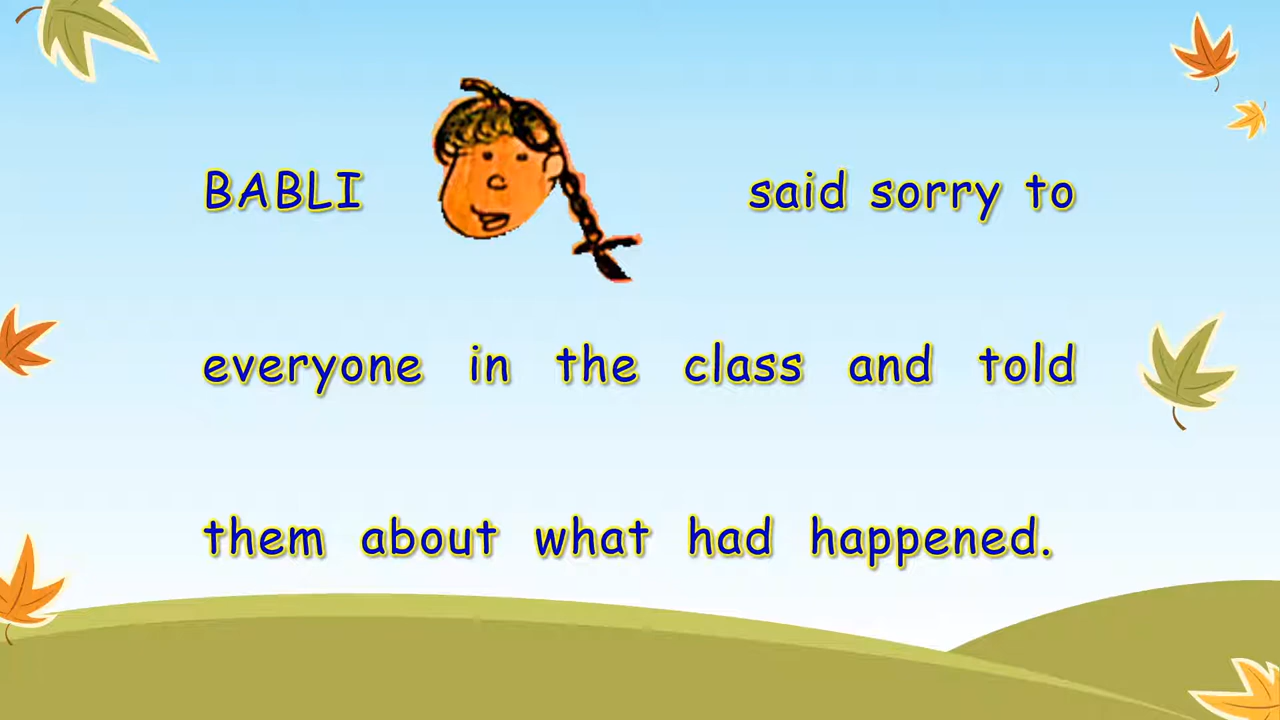 BABLI said sorry to
everyone in the class and told
them about what had happened.